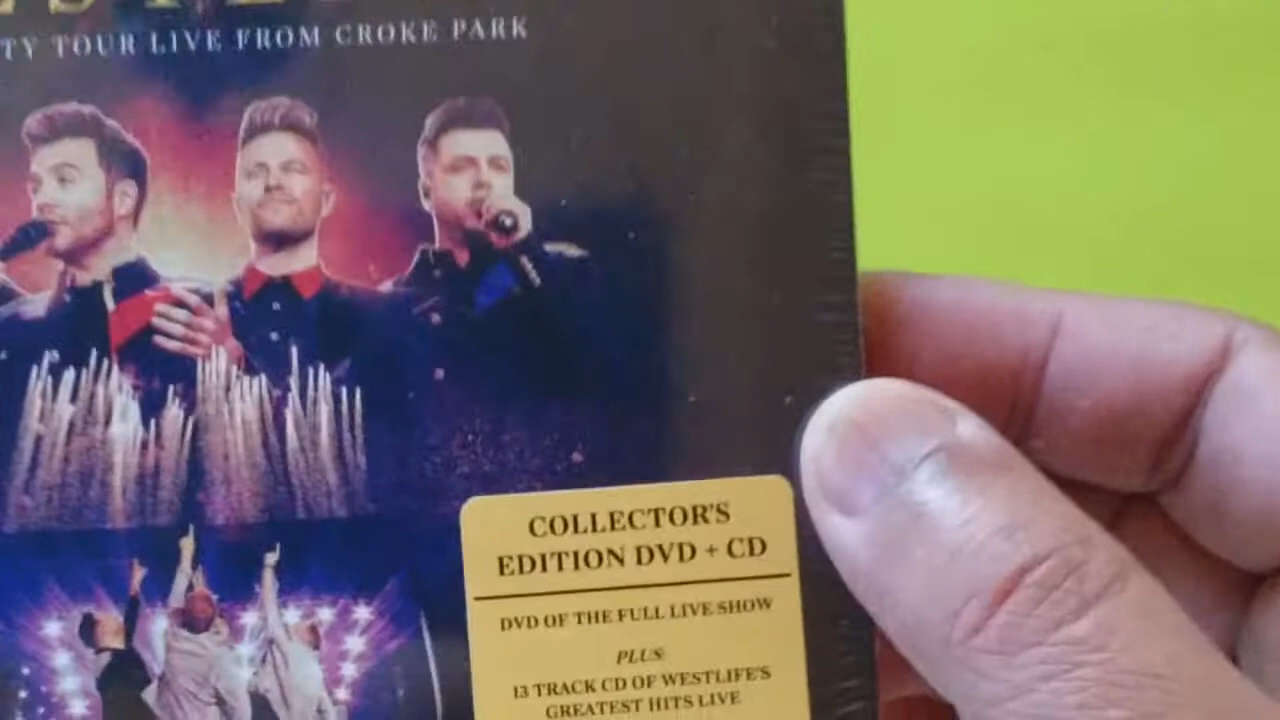 TY TOUR LIVE FROM CROKE PARK
COLLECTOR'S
EDITION DVD + CD
DVD OF THE FULL LIVE SHOW
PLUS:
13 TRACK CD OF WESTLIFE'S
GREATEST HITS LIVE